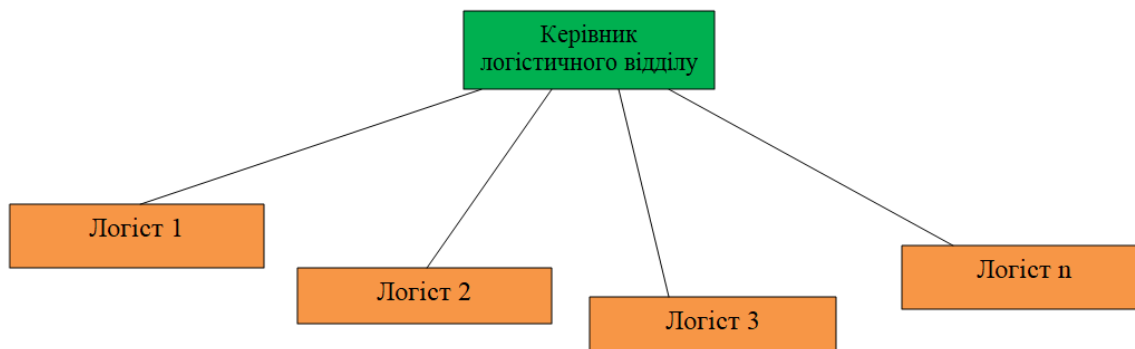 Керівник
логістичного відділу
Логіст 1
Логіст 2
Логіст 3
Логіст n